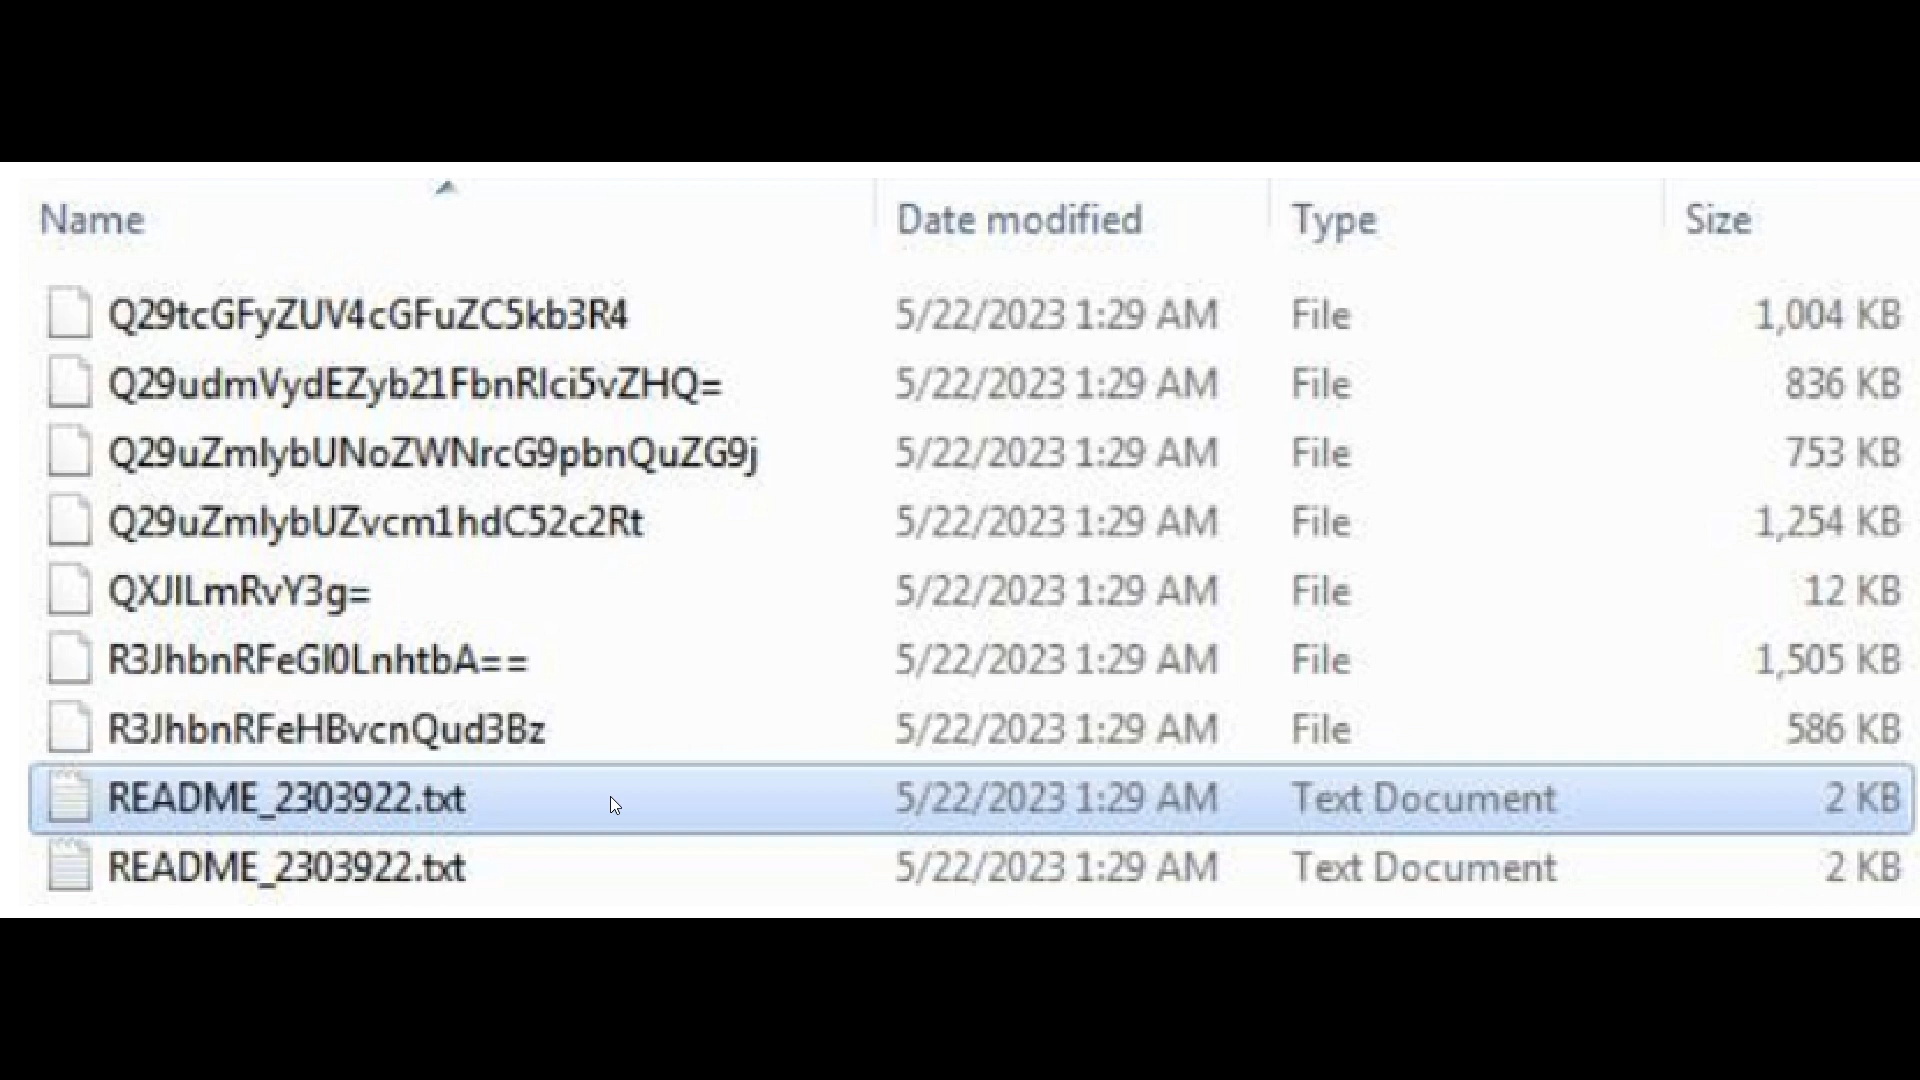 Name Date modified Type Size
Q29tcGFyZUV4cGFuZC5kb3R4 5/22/2023 1:29 AM File 1,004 KB
Q29udmVydEZyb21FbnRlci5vZHQ= 5/22/2023 1:29 AM File 836 KB
Q29uZmlybUNoZWNrcG9pbnQuZG9j 5/22/2023 1:29 AM File 753 KB
Q29uZmlybUZvcm1hdC52c2Rt 5/22/2023 1:29 AM File 1,254 KB
QXJlLmRvY3g= 5/22/2023 1:29 AM File 12 KB
R3JhbnRFeGl0LnhtbA== 5/22/2023 1:29 AM File 1,505 KB
R3JhbnRFeHBvcnQud3Bz 5/22/2023 1:29 AM File 586 KB
README_2303922.txt 5/22/2023 1:29 AM Text Document 2 KB
README_2303922.txt 5/22/2023 1:29 AM Text Document 2 KB